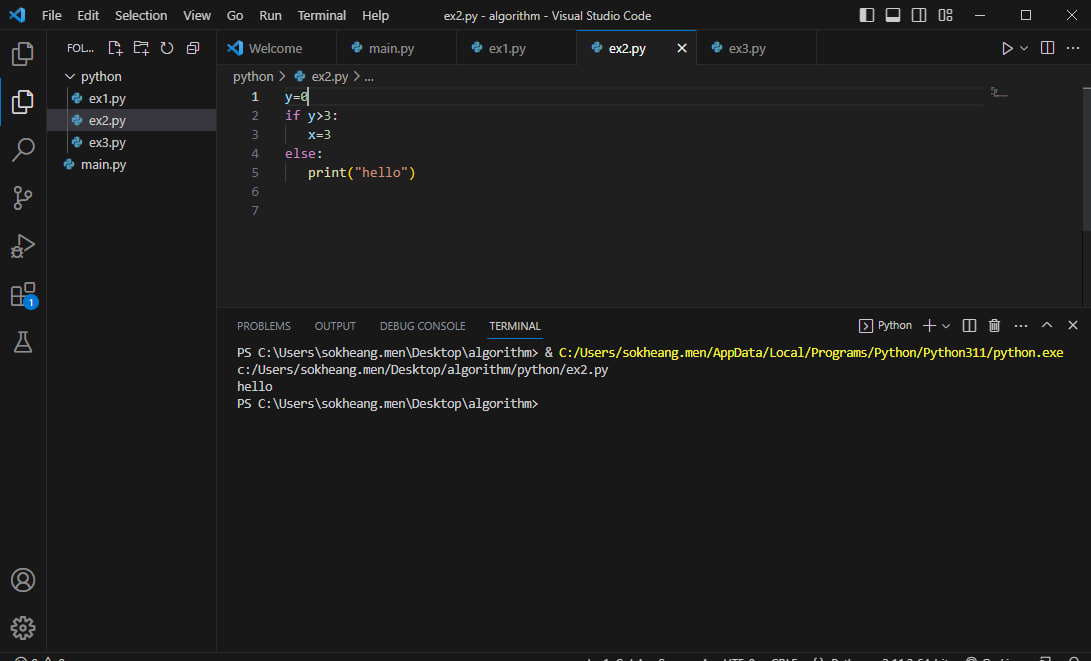 File Edit Selection View Go Run Terminal Help ex2.py - algorithm - Visual Studio Code
FOL...
python
ex1.py
ex2.py
ex3.py
main.py
1
Welcome main.py ex1.py ex2.py ex3.py
python > ex2.py > ...
1 y=0
2 if y>3:
3 x=3
4 else:
5 print("hello")
6
7
PROBLEMS OUTPUT DEBUG CONSOLE TERMINAL Python
PS C:\Users\sokheang.men\Desktop\algorithm> & C:/Users/sokheang.men/AppData/Local/Programs/Python/Python311/python.exe
c:/Users/sokheang.men/Desktop/algorithm/python/ex2.py
hello
PS C:\Users\sokheang.men\Desktop\algorithm>